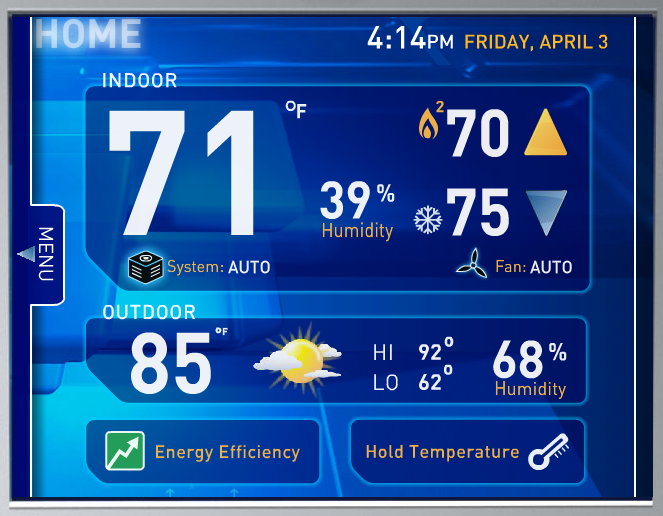 HOME
4:14PM FRIDAY, APRIL 3
INDOOR
71°F
2 70
39% Humidity
75
System: AUTO
Fan: AUTO
MENU
OUTDOOR
85°F
HI 92°
LO 62°
68% Humidity
Energy Efficiency
Hold Temperature